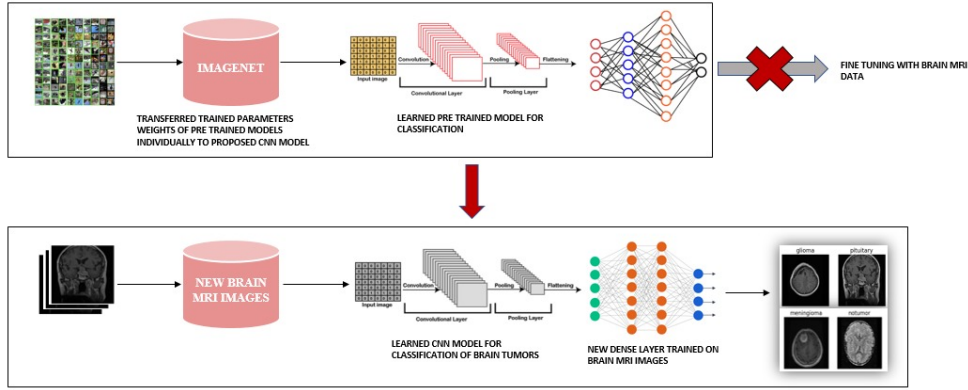 IMAGENET
Input image
Convolution
Pooling
Flattening
Convolutional Layer
Pooling Layer
TRANSFERRED TRAINED PARAMETERS
WEIGHTS OF PRE TRAINED MODELS
INDIVIDUALLY TO PROPOSED CNN MODEL
LEARNED PRE TRAINED MODEL FOR
CLASSIFICATION
FINE TUNING WITH BRAIN MRI
DATA
NEW BRAIN
MRI IMAGES
Input image
Convolution
Pooling
Flattening
Convolutional Layer
Pooling Layer
LEARNED CNN MODEL FOR
CLASSIFICATION OF BRAIN TUMORS
NEW DENSE LAYER TRAINED ON
BRAIN MRI IMAGES
glioma
pituitary
meningioma
notumor